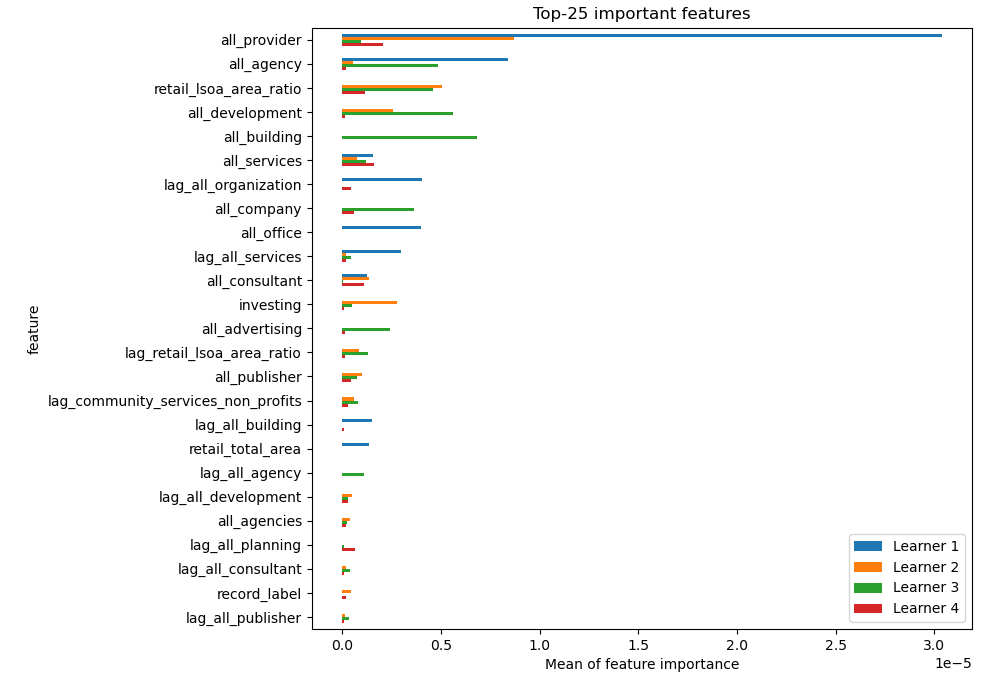 Top-25 important features
feature
all_provider
all_agency
retail_lsoa_area_ratio
all_development
all_building
all_services
lag_all_organization
all_company
all_office
lag_all_services
all_consultant
investing
all_advertising
lag_retail_lsoa_area_ratio
all_publisher
lag_community_services_non_profits
lag_all_building
retail_total_area
lag_all_agency
lag_all_development
all_agencies
lag_all_planning
lag_all_consultant
record_label
lag_all_publisher
Learner 1
Learner 2
Learner 3
Learner 4
0.0 0.5 1.0 1.5 2.0 2.5 3.0
Mean of feature importance
1e−5